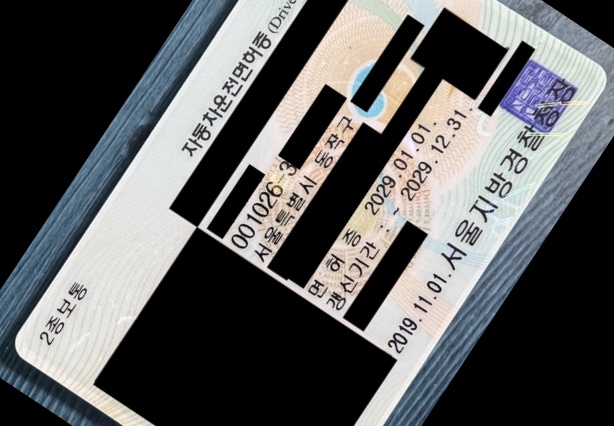 2종보통
자동차운전면허증 (Drive
001026-3
서울특별시 동작구
면 허 증 2029.01.01.
갱신기간 : ~ 2029.12.31.
2019.11.01. 서울지방경찰청장